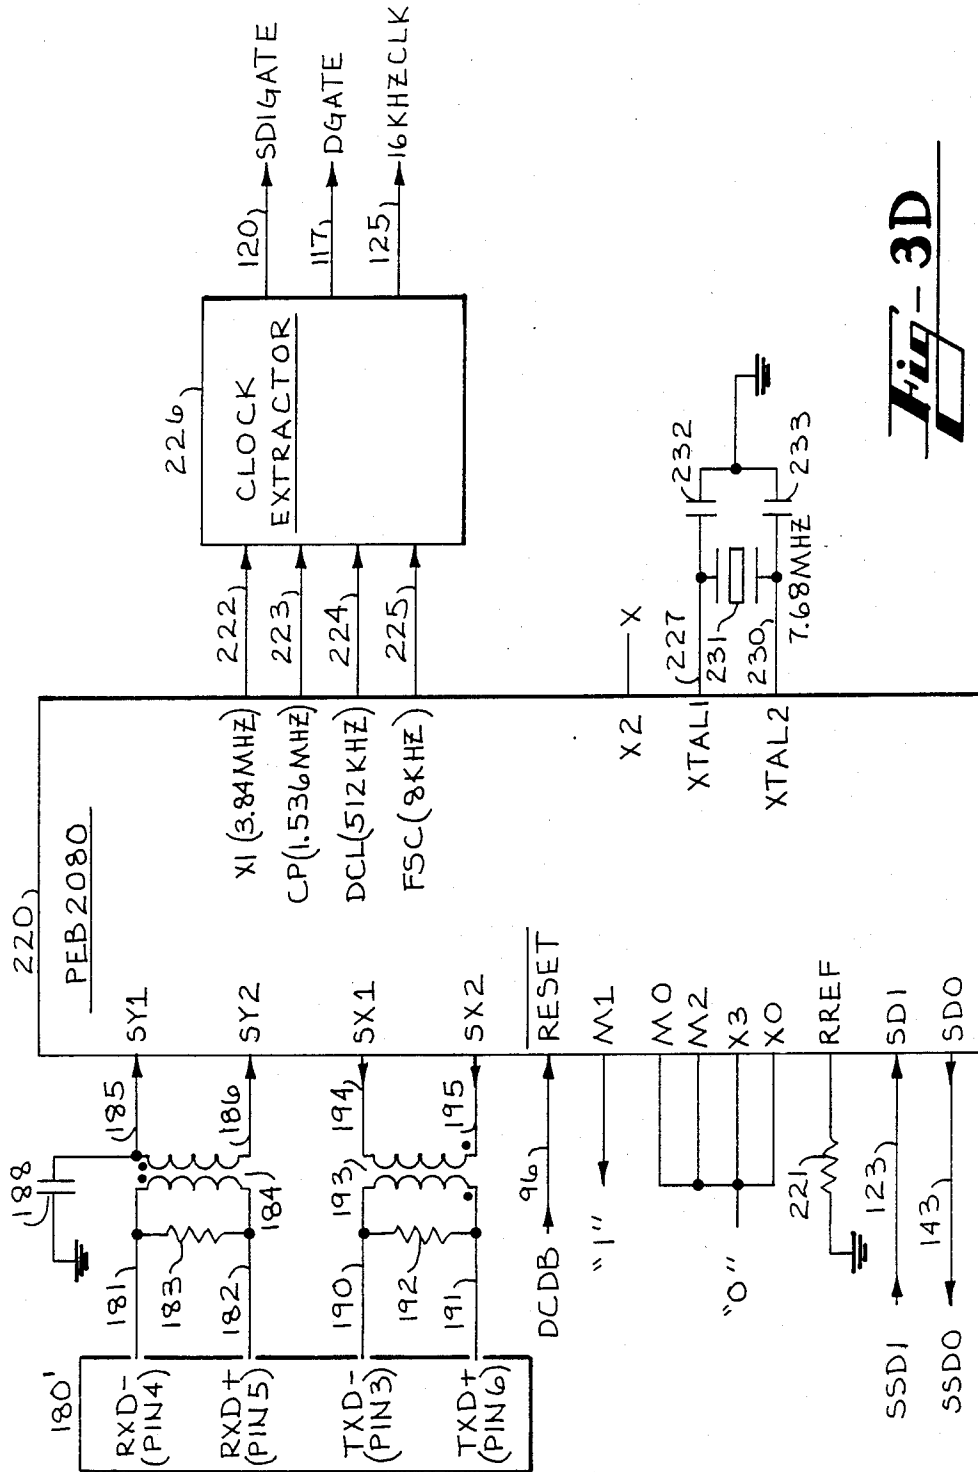 180'
RXD-
(PIN4)
RXD+
(PIN5)
TXD-
(PIN3)
TXD+
(PIN6)
181
183
182
190
192
191
188
184
193
185
186
194
195
DCDB
96
"1"
"0"
221
SSDI
123
SSDO
143
220
PEB2080
SY1
SY2
SX1
SX2
RESET
M1
M0
M2
X3
X0
RREF
SDI
SDO
X1(3.84MHZ)
CP(1.536MHZ)
DCL(512KHZ)
FSC(8KHZ)
X2
X
XTAL1
XTAL2
222
223
224
225
226
CLOCK
EXTRACTOR
120
SDIGATE
117
DGATE
125
16KHZCLK
227
231
230
232
233
7.68MHZ
Fig-3D